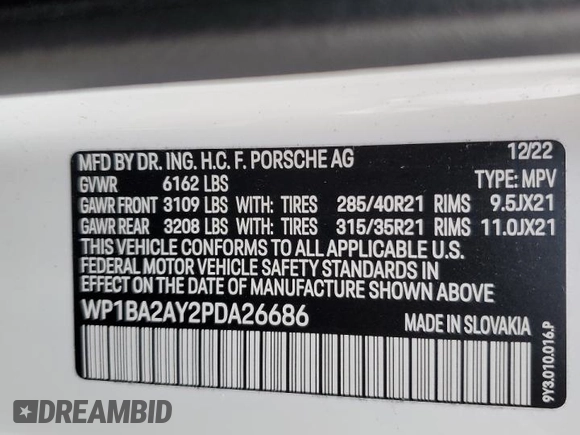 MFD BY DR. ING. H.C. F. PORSCHE AG 12/22
GVWR 6162 LBS TYPE: MPV
GAWR FRONT 3109 LBS WITH: TIRES 285/40R21 RIMS 9.5JX21
GAWR REAR 3208 LBS WITH: TIRES 315/35R21 RIMS 11.0JX21
THIS VEHICLE CONFORMS TO ALL APPLICABLE U.S.
FEDERAL MOTOR VEHICLE SAFETY STANDARDS IN
EFFECT ON THE DATE OF MANUFACTURE SHOWN ABOVE.
WP1BA2AY2PDA26686 MADE IN SLOVAKIA
9Y3.010.016.P
DREAMBID